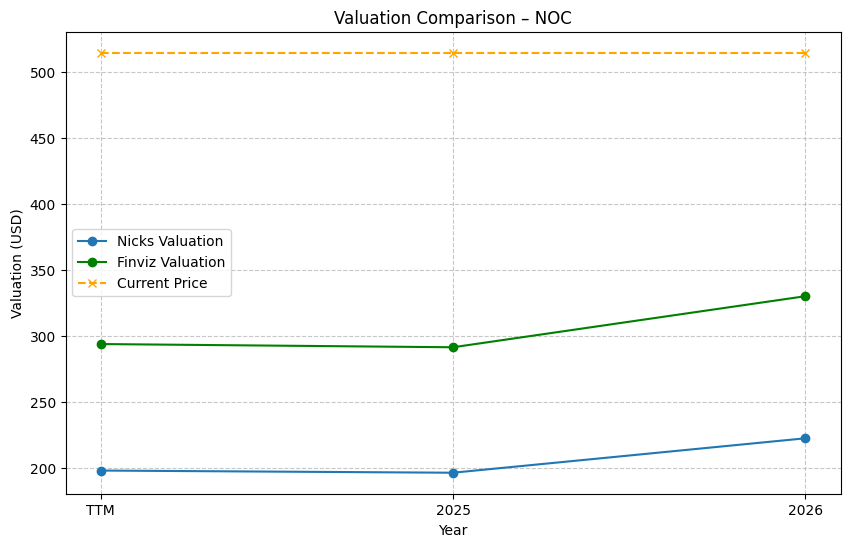 Valuation Comparison – NOC
Valuation (USD)
500
450
400
350
300
250
200
Nicks Valuation
Finviz Valuation
Current Price
TTM
2025
2026
Year